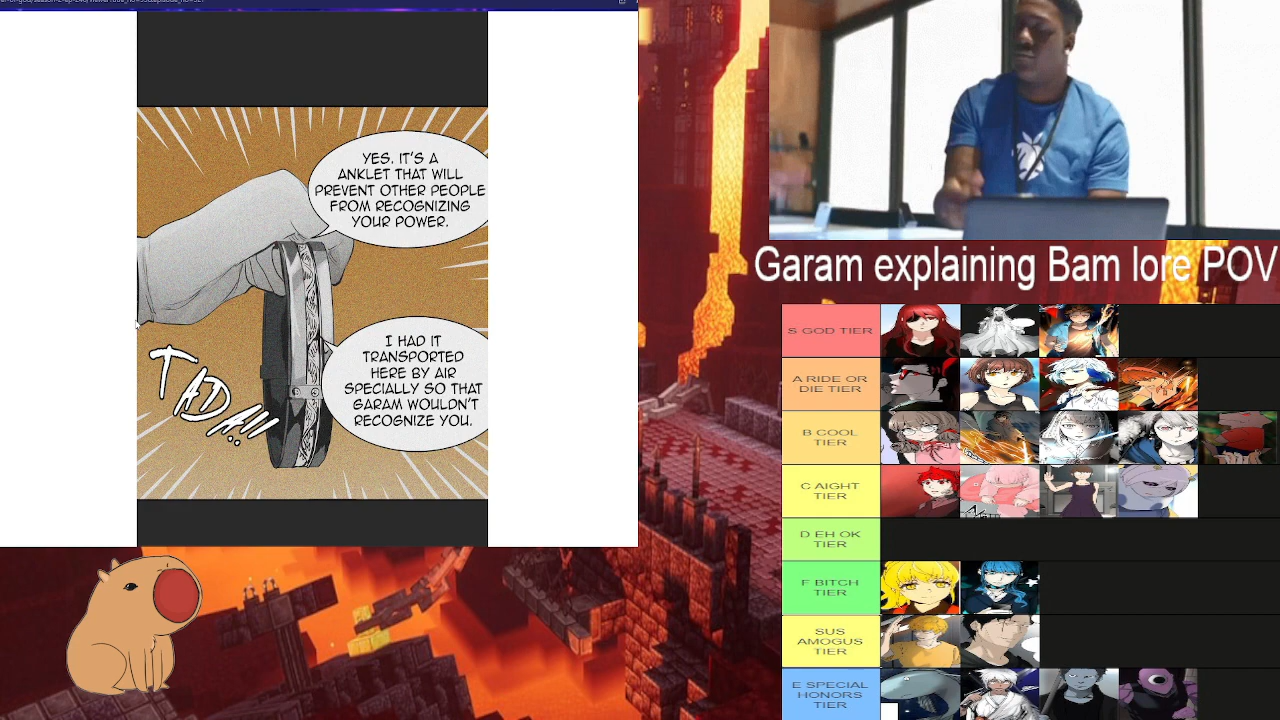 YES. IT'S A
ANKLET THAT WILL
PREVENT OTHER PEOPLE
FROM RECOGNIZING
YOUR POWER.
I HAD IT
TRANSPORTED
HERE BY AIR
SPECIALLY SO THAT
GARAM WOULDN'T
RECOGNIZE YOU.
TADA!!!
Garam explaining Bam lore POV
S GOD TIER
A RIDE OR
DIE TIER
B COOL
TIER
C AIGHT
TIER
D EH OK
TIER
F BITCH
TIER
SUS
AMOGUS
TIER
E SPECIAL
HONORS
TIER